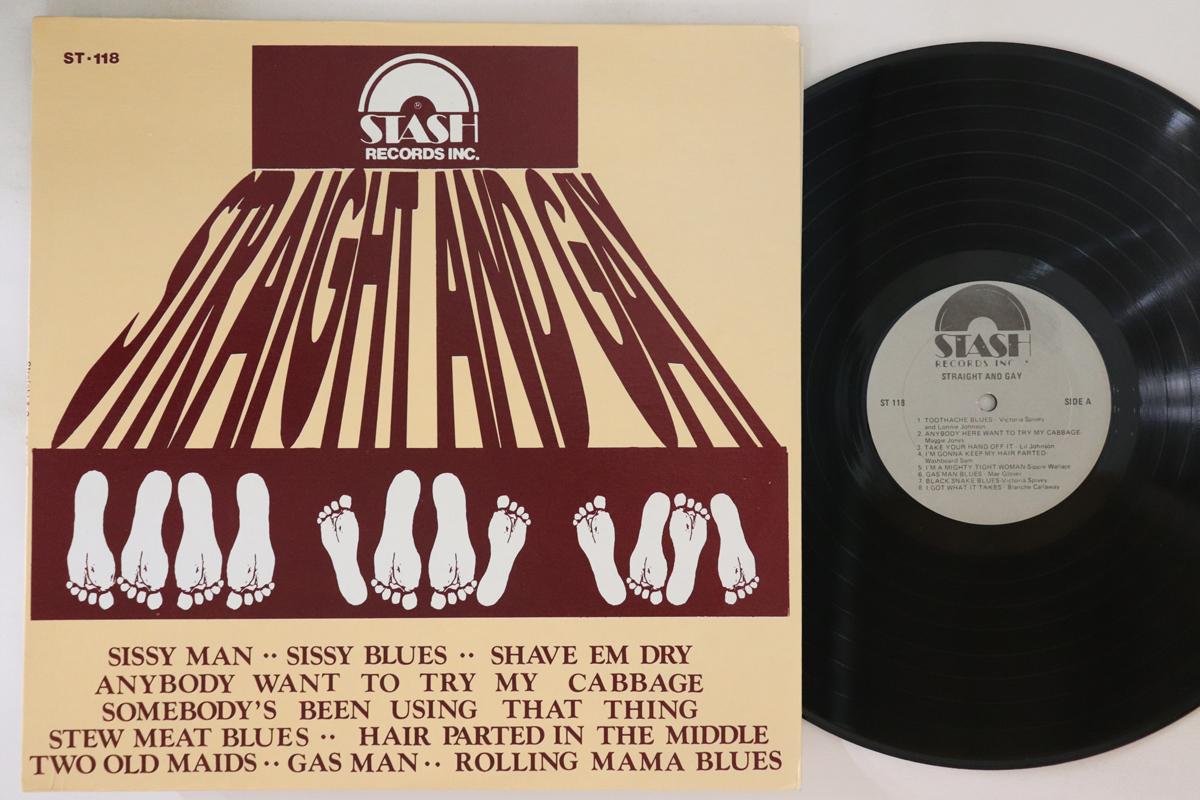 ST·118
STASH
RECORDS INC.
STRAIGHT AND GAY
SISSY MAN ·· SISSY BLUES ·· SHAVE EM DRY
ANYBODY WANT TO TRY MY CABBAGE
SOMEBODY'S BEEN USING THAT THING
STEW MEAT BLUES ·· HAIR PARTED IN THE MIDDLE
TWO OLD MAIDS ·· GAS MAN ·· ROLLING MAMA BLUES
STASH
RECORDS INC.
STRAIGHT AND GAY
ST 118
SIDE A
1. TOOTHACHE BLUES - Victoria Spivey
and Lonnie Johnson
2. ANYBODY HERE WANT TO TRY MY CABBAGE-
Maggie Jones
3. TAKE YOUR HAND OFF IT - Lil Johnson
4. I'M GONNA KEEP MY HAIR PARTED
Washboard Sam
5. I'M A MIGHTY TIGHT WOMAN-Sippie Wallace
6. GAS MAN BLUES - Mae Glover
7. BLACK SNAKE BLUES-Victoria Spivey
8. I GOT WHAT IT TAKES - Blanche Calloway